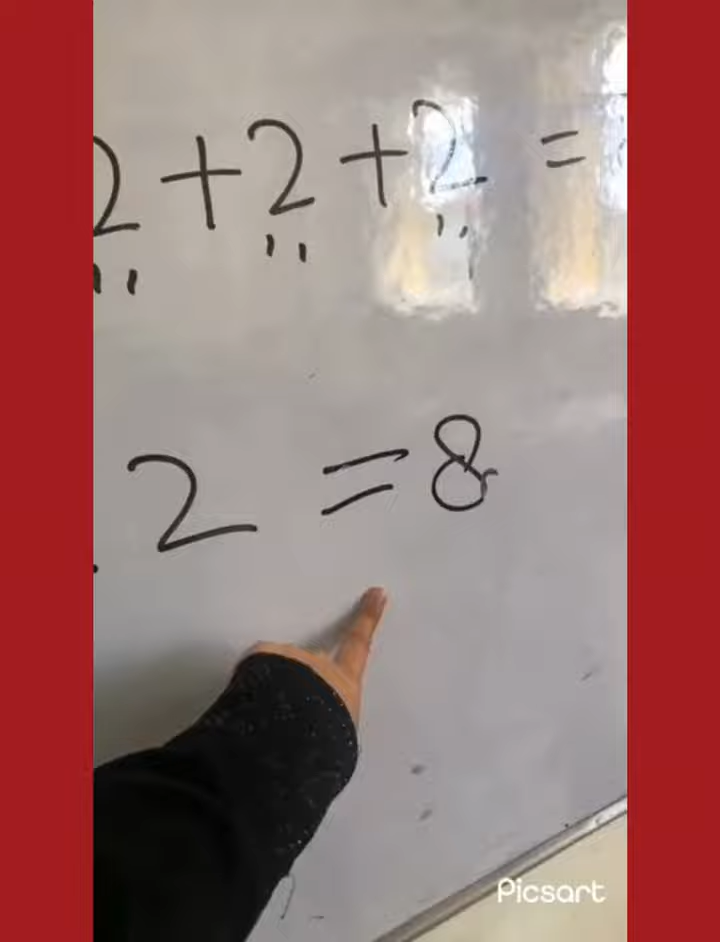 2 + 2 + 2 =
. 2 = 8
Picsart